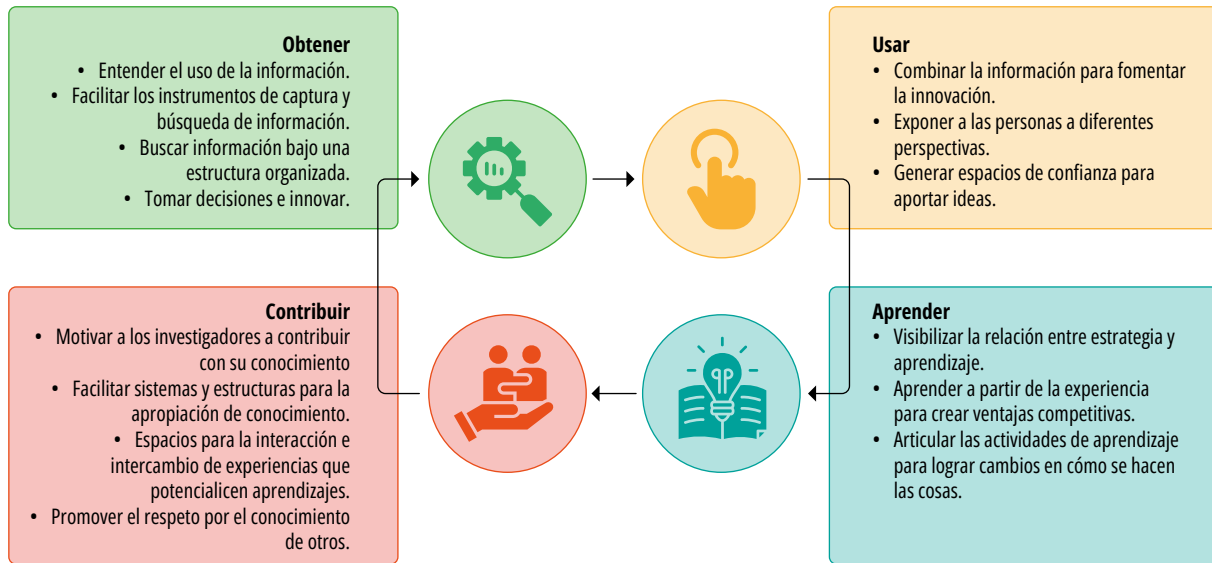 Obtener
• Entender el uso de la información.
• Facilitar los instrumentos de captura y
búsqueda de información.
• Buscar información bajo una
estructura organizada.
• Tomar decisiones e innovar.
Usar
• Combinar la información para fomentar
la innovación.
• Exponer a las personas a diferentes
perspectivas.
• Generar espacios de confianza para
aportar ideas.
Contribuir
• Motivar a los investigadores a contribuir
con su conocimiento
• Facilitar sistemas y estructuras para la
apropiación de conocimiento.
• Espacios para la interacción e
intercambio de experiencias que
potencialicen aprendizajes.
• Promover el respeto por el conocimiento
de otros.
Aprender
• Visibilizar la relación entre estrategia y
aprendizaje.
• Aprender a partir de la experiencia
para crear ventajas competitivas.
• Articular las actividades de aprendizaje
para lograr cambios en cómo se hacen
las cosas.